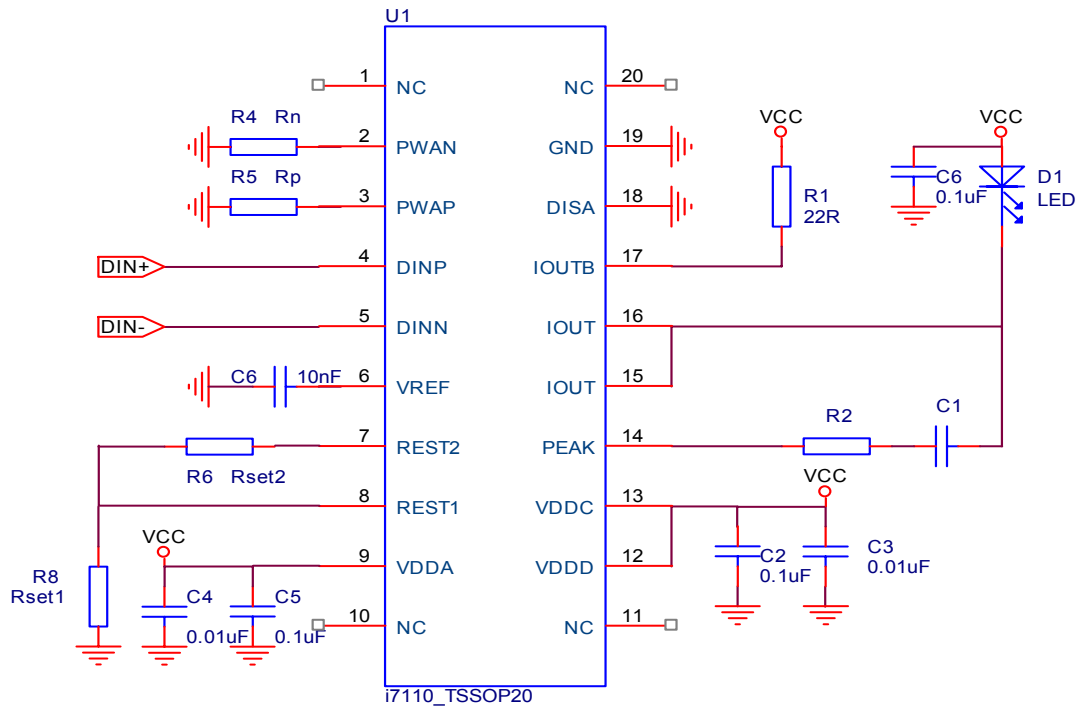 U1
1 NC
NC 20
R4 Rn
2 PWAN
GND 19
VCC
VCC
R5 Rp
3 PWAP
DISA 18
R1
22R
C6
0.1uF
D1
LED
DIN+
4 DINP
IOUTB 17
DIN-
5 DINN
IOUT 16
C6 10nF
6 VREF
IOUT 15
7 REST2
PEAK 14
R2
C1
R6 Rset2
8 REST1
VDDC 13
VCC
VCC
9 VDDA
VDDD 12
C2
0.1uF
C3
0.01uF
R8
Rset1
C4
0.01uF
C5
0.1uF
10 NC
NC 11
i7110_TSSOP20